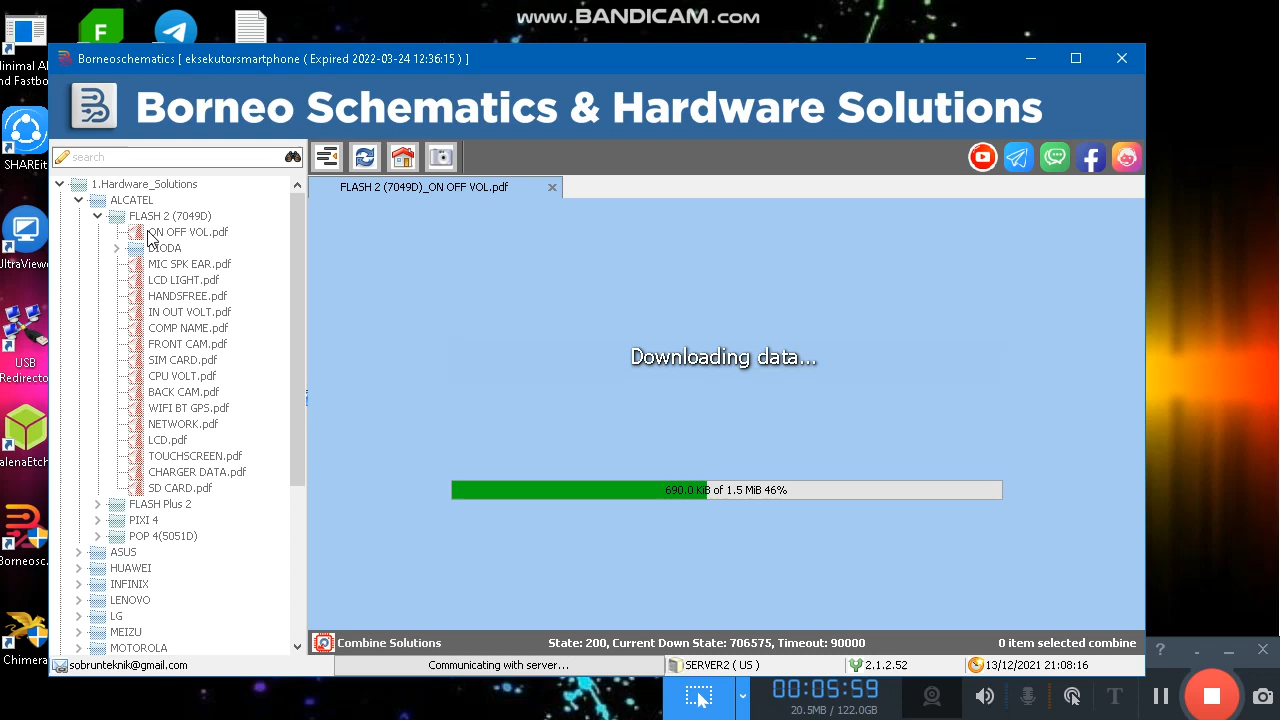 www.BANDICAM.com
Borneoschematics [ eksekutorsmartphone ( Expired 2022-03-24 12:36:15 ) ]
Borneo Schematics & Hardware Solutions
search
FLASH 2 (7049D)_ON OFF VOL.pdf
1.Hardware_Solutions
ALCATEL
FLASH 2 (7049D)
ON OFF VOL.pdf
DIODA
MIC SPK EAR.pdf
LCD LIGHT.pdf
HANDSFREE.pdf
IN OUT VOLT.pdf
COMP NAME.pdf
FRONT CAM.pdf
SIM CARD.pdf
CPU VOLT.pdf
BACK CAM.pdf
WIFI BT GPS.pdf
NETWORK.pdf
LCD.pdf
TOUCHSCREEN.pdf
CHARGER DATA.pdf
SD CARD.pdf
FLASH Plus 2
PIXI 4
POP 4(5051D)
ASUS
HUAWEI
INFINIX
LENOVO
LG
MEIZU
MOTOROLA
Downloading data...
690.0 KiB of 1.5 MiB 46%
Combine Solutions
State: 200, Current Down State: 706575, Timeout: 90000
0 item selected combine
sobrunteknik@gmail.com
Communicating with server...
SERVER2 ( US )
2.1.2.52
13/12/2021 21:08:16
inimal A
nd Fastbo
SHAREit
UltraViewe
USB
Redirecto
alenaEtch
Borneosc.
Chimera
F
00:05:59
20.5MB / 122.0GB
T